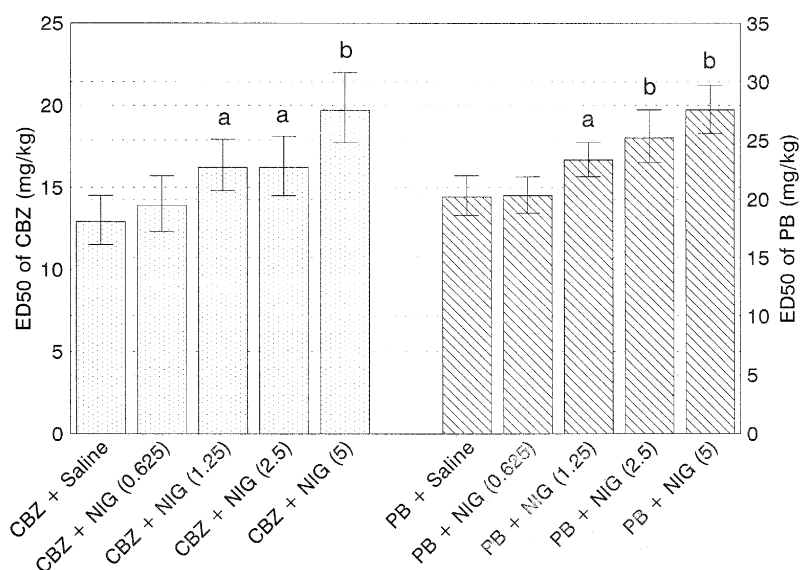 ED50 of CBZ (mg/kg)
25
20
15
10
5
0
a
a
b
a
b
b
35
30
25
20
15
10
5
0
ED50 of PB (mg/kg)
CBZ + Saline
CBZ + NIG (0.625)
CBZ + NIG (1.25)
CBZ + NIG (2.5)
CBZ + NIG (5)
PB + Saline
PB + NIG (0.625)
PB + NIG (1.25)
PB + NIG (2.5)
PB + NIG (5)